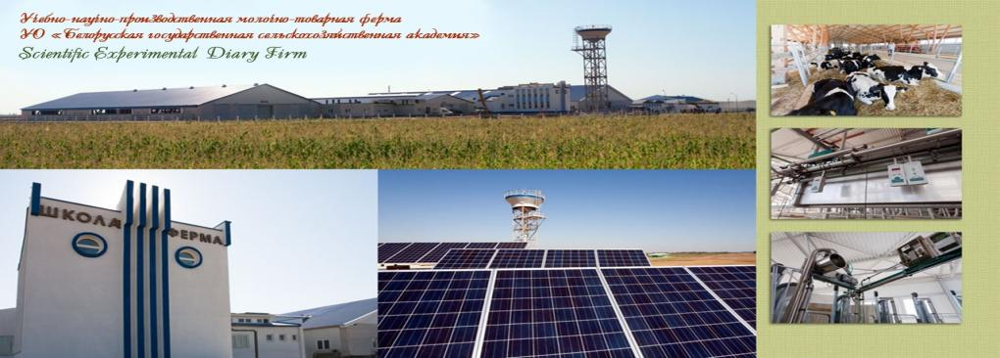 Учебно-научно-производственная молочно-товарная ферма
УО «Белорусская государственная сельскохозяйственная академия»
Scientific Experimental Diary Firm
ШКОЛА
ФЕРМА